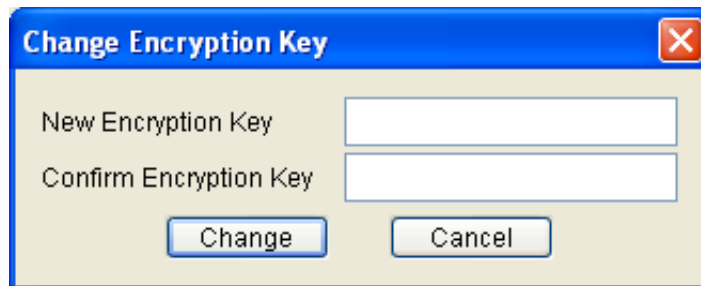 Change Encryption Key
New Encryption Key
Confirm Encryption Key
Change Cancel